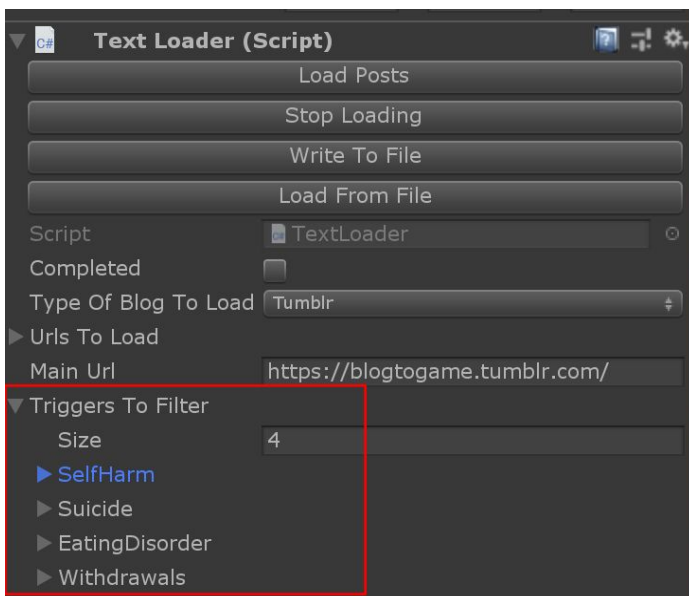 C# Text Loader (Script)
Load Posts
Stop Loading
Write To File
Load From File
Script C# TextLoader
Completed
Type Of Blog To Load Tumblr
Urls To Load
Main Url https://blogtogame.tumblr.com/
Triggers To Filter
Size 4
SelfHarm
Suicide
EatingDisorder
Withdrawals